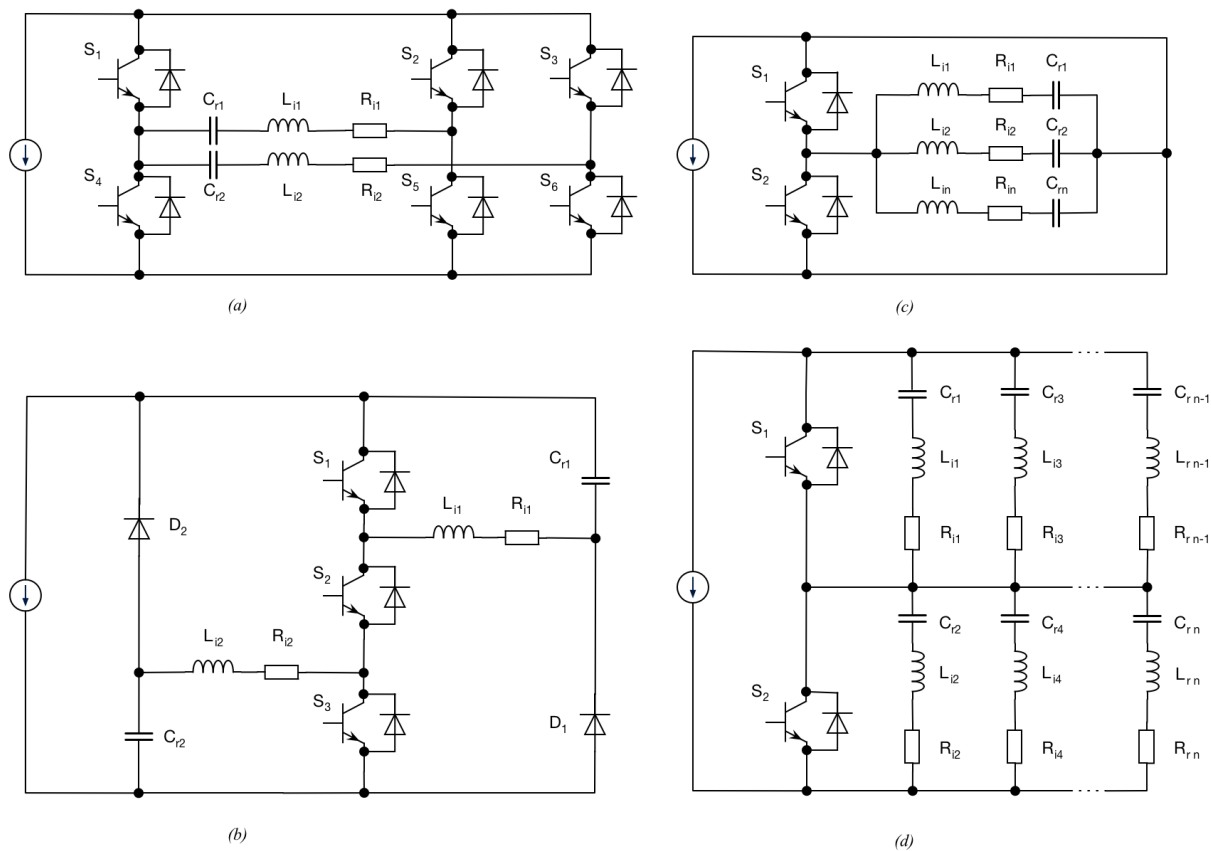 S1
S2
S3
Cr1
Li1
Ri1
S4
Cr2
Li2
Ri2
S5
S6
(a)
S1
Li1
Ri1
Cr1
Li2
Ri2
Cr2
S2
Lin
Rin
Crn
(c)
S1
Cr1
D2
Li1
Ri1
S2
Li2
Ri2
S3
D1
Cr2
(b)
Cr1
Cr3
Cr n-1
S1
Li1
Li3
Lr n-1
Ri1
Ri3
Rr n-1
Cr2
Cr4
Cr n
Li2
Li4
Lr n
S2
Ri2
Ri4
Rr n
(d)